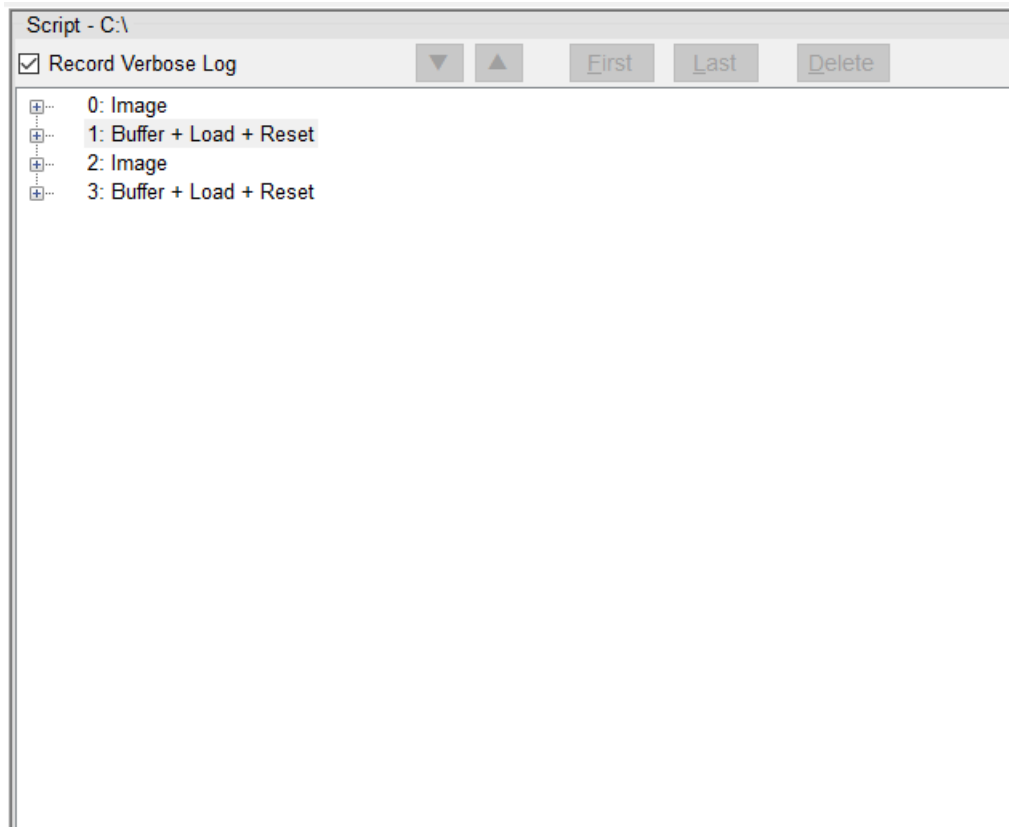 Script - C:\
Record Verbose Log ▼ ▲ First Last Delete
0: Image
1: Buffer + Load + Reset
2: Image
3: Buffer + Load + Reset